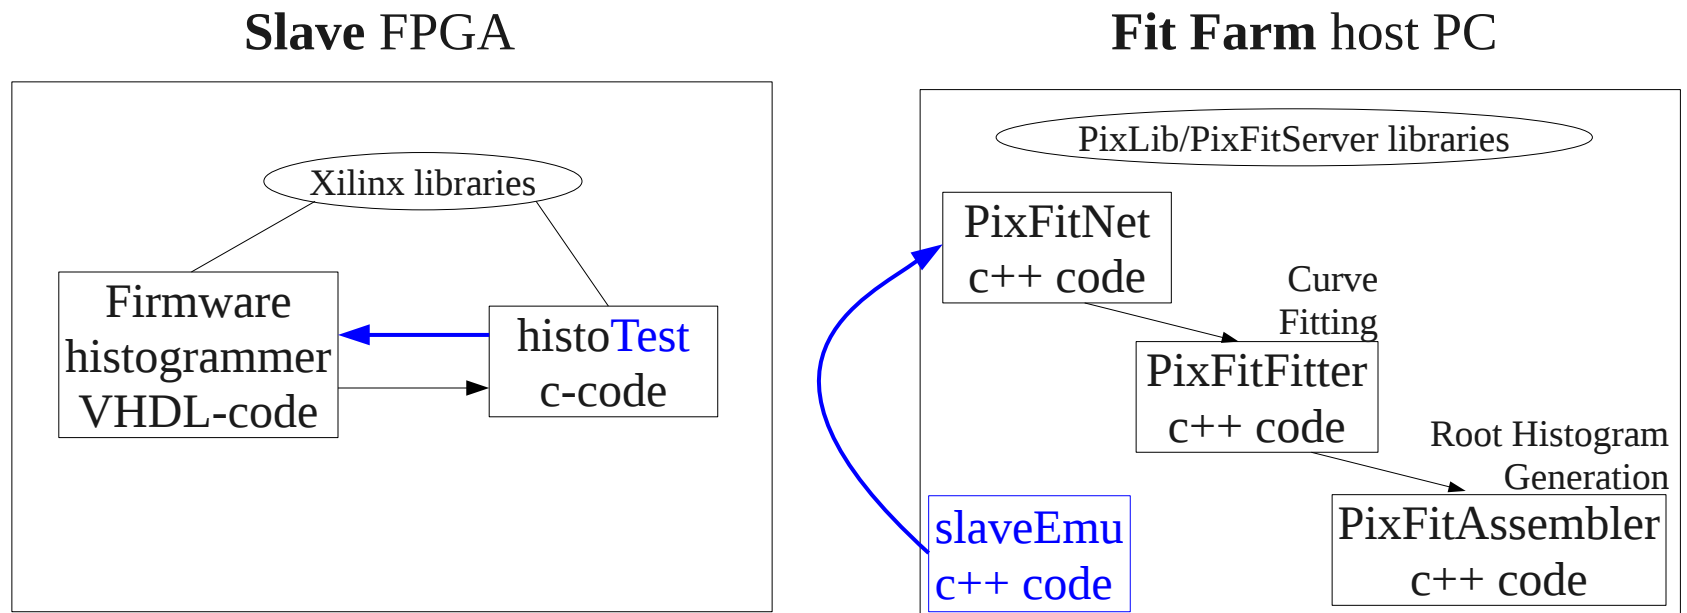 Slave FPGA
Xilinx libraries
Firmware
histogrammer
VHDL-code
histoTest
c-code
Fit Farm host PC
PixLib/PixFitServer libraries
PixFitNet
c++ code
Curve
Fitting
PixFitFitter
c++ code
Root Histogram
Generation
PixFitAssembler
c++ code
slaveEmu
c++ code